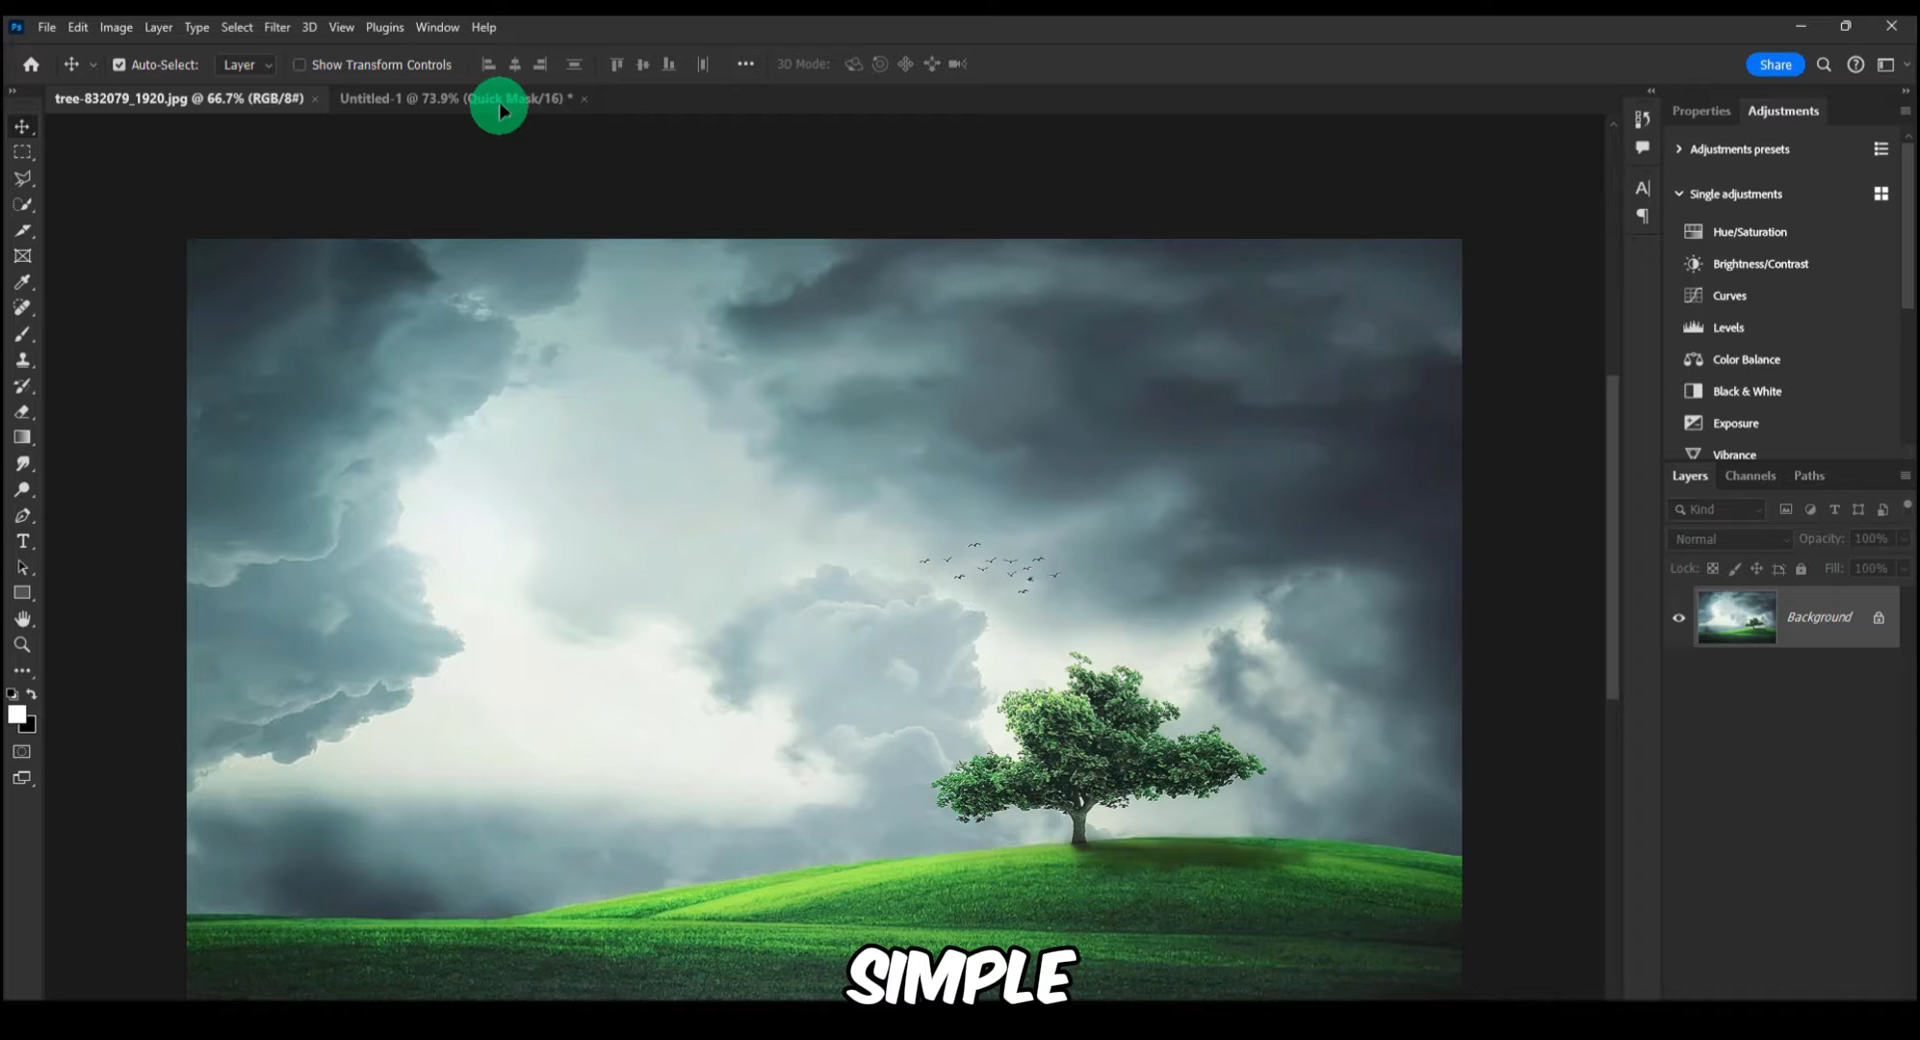 Ps File Edit Image Layer Type Select Filter 3D View Plugins Window Help
Auto-Select: Layer Show Transform Controls 3D Mode: Share
tree-832079_1920.jpg @ 66.7% (RGB/8#) × Untitled-1 @ 73.9% (Quick Mask/16) * ×
Properties Adjustments
Adjustments presets
Single adjustments
Hue/Saturation
Brightness/Contrast
Curves
Levels
Color Balance
Black & White
Exposure
Vibrance
Layers Channels Paths
Kind
Normal Opacity: 100%
Lock: Fill: 100%
Background
SIMPLE